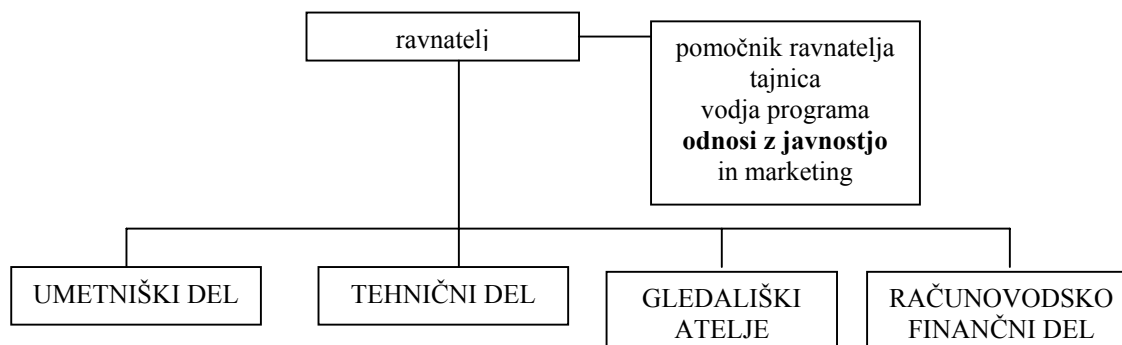 ravnatelj
pomočnik ravnatelja
tajnica
vodja programa
odnosi z javnostjo
in marketing
UMETNIŠKI DEL
TEHNIČNI DEL
GLEDALIŠKI
ATELJE
RAČUNOVODSKO
FINANČNI DEL